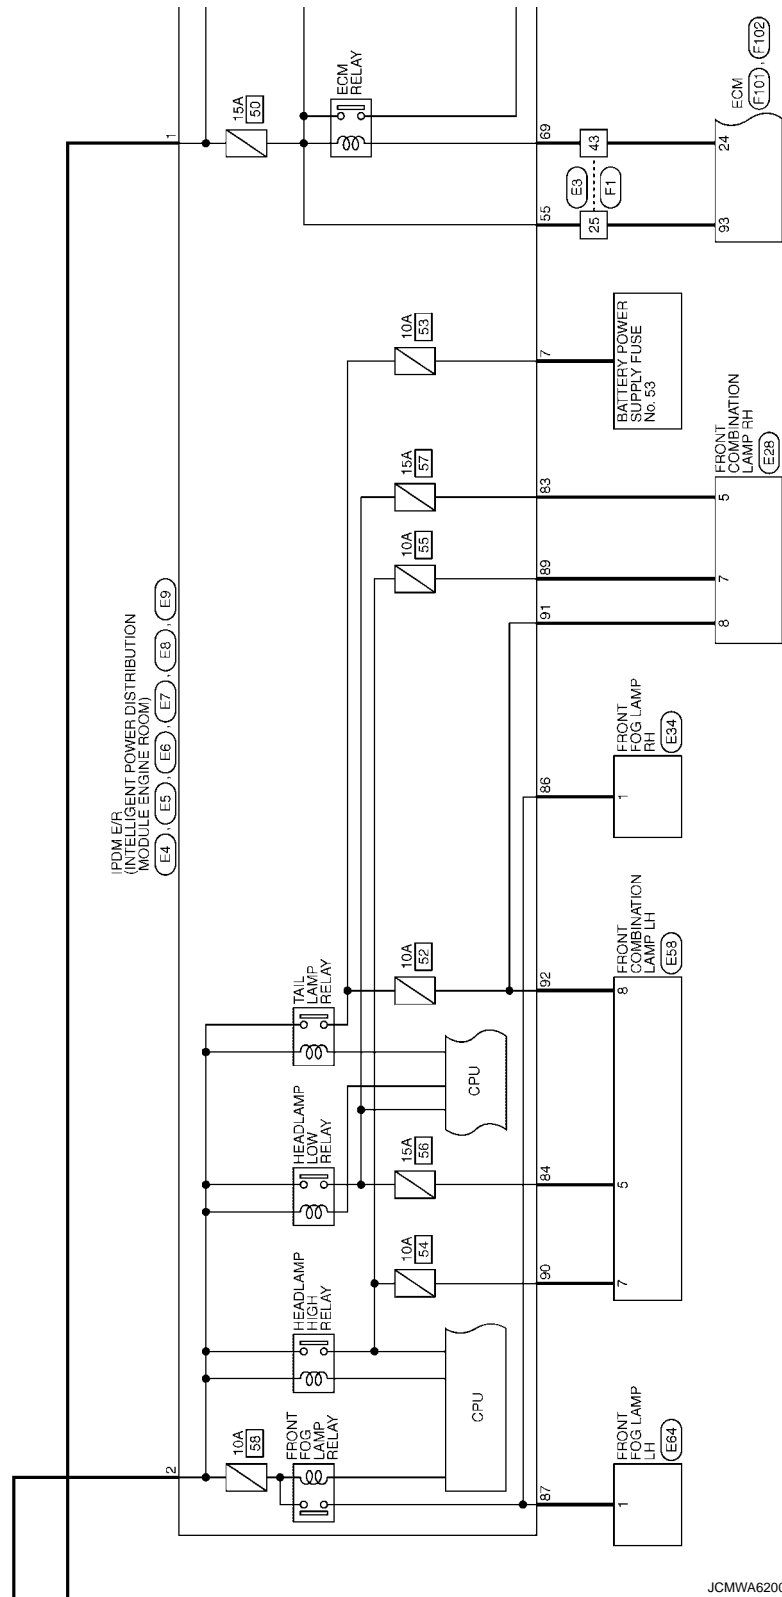 1
15A
50
ECM
RELAY
69
43
24
ECM
F101 , F102
E3
F1
55
25
93
10A
53
7
BATTERY POWER
SUPPLY FUSE
No. 53
15A
57
83
5
FRONT
COMBINATION
LAMP RH
E28
10A
55
89
7
91
8
IPDM E/R
(INTELLIGENT POWER DISTRIBUTION
MODULE ENGINE ROOM)
E4 , E5 , E6 , E7 , E8 , E9
86
1
FRONT
FOG LAMP
RH
E34
TAIL
LAMP
RELAY
10A
52
92
8
FRONT
COMBINATION
LAMP LH
E58
CPU
HEADLAMP
LOW
RELAY
15A
56
84
5
10A
54
90
7
HEADLAMP
HIGH
RELAY
CPU
2
10A
58
FRONT
FOG
LAMP
RELAY
87
1
FRONT
FOG LAMP
LH
E64
JCMWA6200